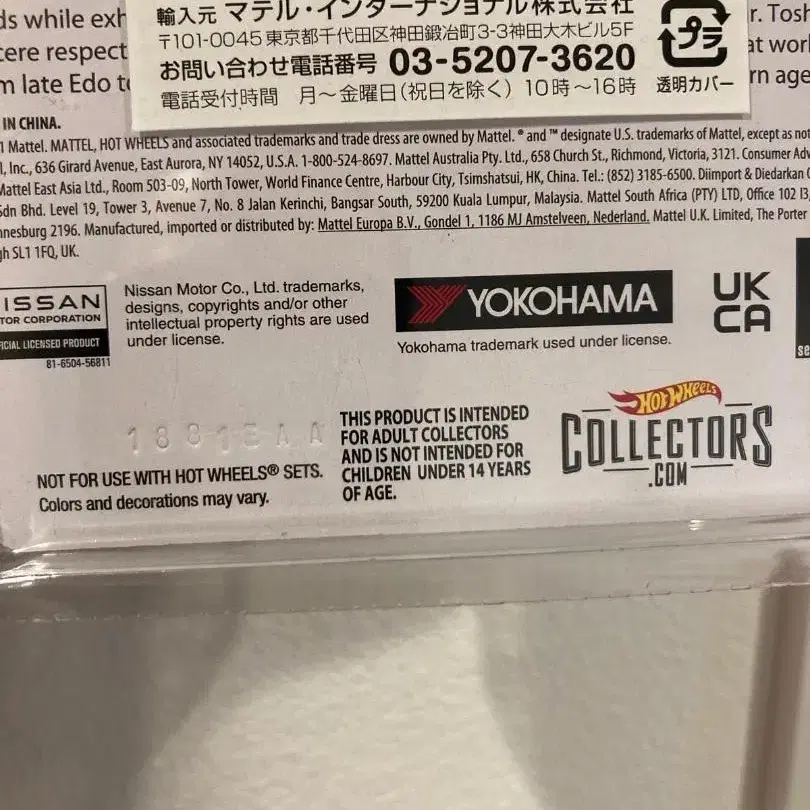 輸入元 マテル・インターナショナル株式会社
〒101-0045 東京都千代田区神田鍛冶町3-3神田大木ビル5F
お問い合わせ電話番号 03-5207-3620
電話受付時間 月～金曜日(祝日を除く) 10時～16時
プラ
透明カバー
ds while exh
cere respect
m late Edo to
r. Tosh
at worl
rn age
IN CHINA.
1 Mattel. MATTEL, HOT WHEELS and associated trademarks and trade dress are owned by Mattel. ® and ™ designate U.S. trademarks of Mattel, except as not
l, Inc., 636 Girard Avenue, East Aurora, NY 14052, U.S.A. 1-800-524-8697. Mattel Australia Pty. Ltd., 658 Church St., Richmond, Victoria, 3121. Consumer Adv
Mattel East Asia Ltd., Room 503-09, North Tower, World Finance Centre, Harbour City, Tsimshatsui, HK, China. Tel.: (852) 3185-6500. Diimport & Diedarkan O
Sdn Bhd. Level 19, Tower 3, Avenue 7, No. 8 Jalan Kerinchi, Bangsar South, 59200 Kuala Lumpur, Malaysia. Mattel South Africa (PTY) LTD, Office 102 I3,
nnesburg 2196. Manufactured, imported or distributed by: Mattel Europa B.V., Gondel 1, 1186 MJ Amstelveen, Nederland. Mattel U.K. Limited, The Porter
gh SL1 1FQ, UK.
ISSAN
TOR CORPORATION
ICIAL LICENSED PRODUCT
81-6504-56811
Nissan Motor Co., Ltd. trademarks,
designs, copyrights and/or other
intellectual property rights are used
under license.
YOKOHAMA
Yokohama trademark used under license.
UK
CA
se
1881EAA
NOT FOR USE WITH HOT WHEELS® SETS.
Colors and decorations may vary.
THIS PRODUCT IS INTENDED
FOR ADULT COLLECTORS
AND IS NOT INTENDED FOR
CHILDREN UNDER 14 YEARS
OF AGE.
HOT WHEELS
COLLECTORS
.COM